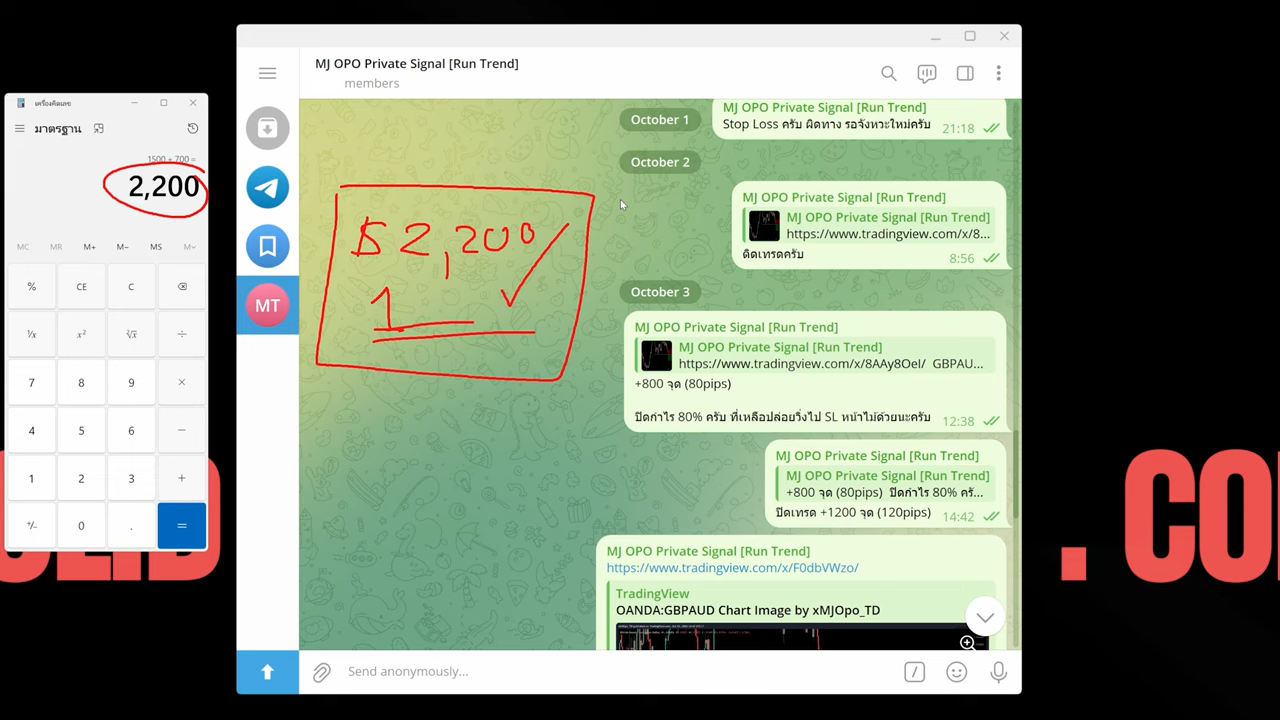 เครื่องคิดเลข
มาตรฐาน
1500 + 700 =
2,200
MC MR M+ M− MS M˅
% CE C
¹/x x² ²√x ÷
7 8 9 ×
4 5 6 −
1 2 3 +
+/− 0 . =
. CO
MJ OPO Private Signal [Run Trend]
members
MT
$2,200
1
October 1
MJ OPO Private Signal [Run Trend]
Stop Loss ครับ ผิดทาง รอจังหวะใหม่ครับ 21:18
October 2
MJ OPO Private Signal [Run Trend]
MJ OPO Private Signal [Run Trend]
https://www.tradingview.com/x/8...
ติดเทรดครับ 8:56
October 3
MJ OPO Private Signal [Run Trend]
MJ OPO Private Signal [Run Trend]
https://www.tradingview.com/x/8AAy8OeI/ GBPAU...
+800 จุด (80pips)
ปิดกำไร 80% ครับ ที่เหลือปล่อยวิ่งไป SL หน้าไม้ด้วยนะครับ 12:38
MJ OPO Private Signal [Run Trend]
MJ OPO Private Signal [Run Trend]
+800 จุด (80pips) ปิดกำไร 80% ครั...
ปิดเทรด +1200 จุด (120pips) 14:42
MJ OPO Private Signal [Run Trend]
https://www.tradingview.com/x/F0dbVWzo/
TradingView
OANDA:GBPAUD Chart Image by xMJOpo_TD
Send anonymously...